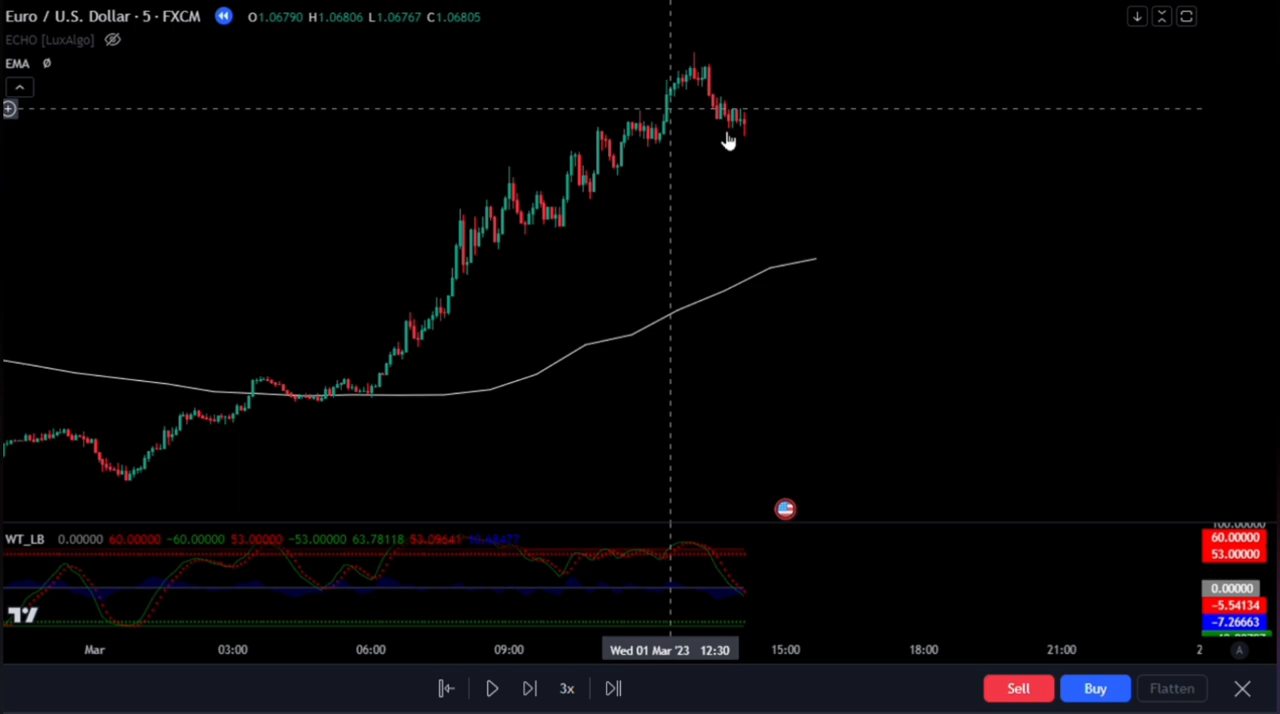 Euro / U.S. Dollar · 5 · FXCM O1.06790 H1.06806 L1.06767 C1.06805
ECHO [LuxAlgo]
EMA Ø
WT_LB 0.00000 60.00000 −60.00000 53.00000 −53.00000 63.78118 53.09641
100.00000
60.00000
53.00000
0.00000
−5.54134
−7.26663
Mar 03:00 06:00 09:00 Wed 01 Mar '23 12:30 15:00 18:00 21:00 2 A
3x Sell Buy Flatten